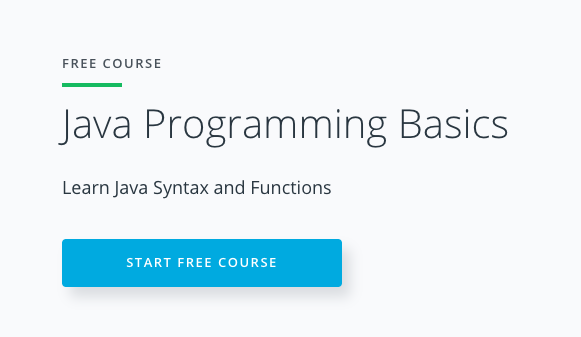 FREE COURSE
Java Programming Basics
Learn Java Syntax and Functions
START FREE COURSE